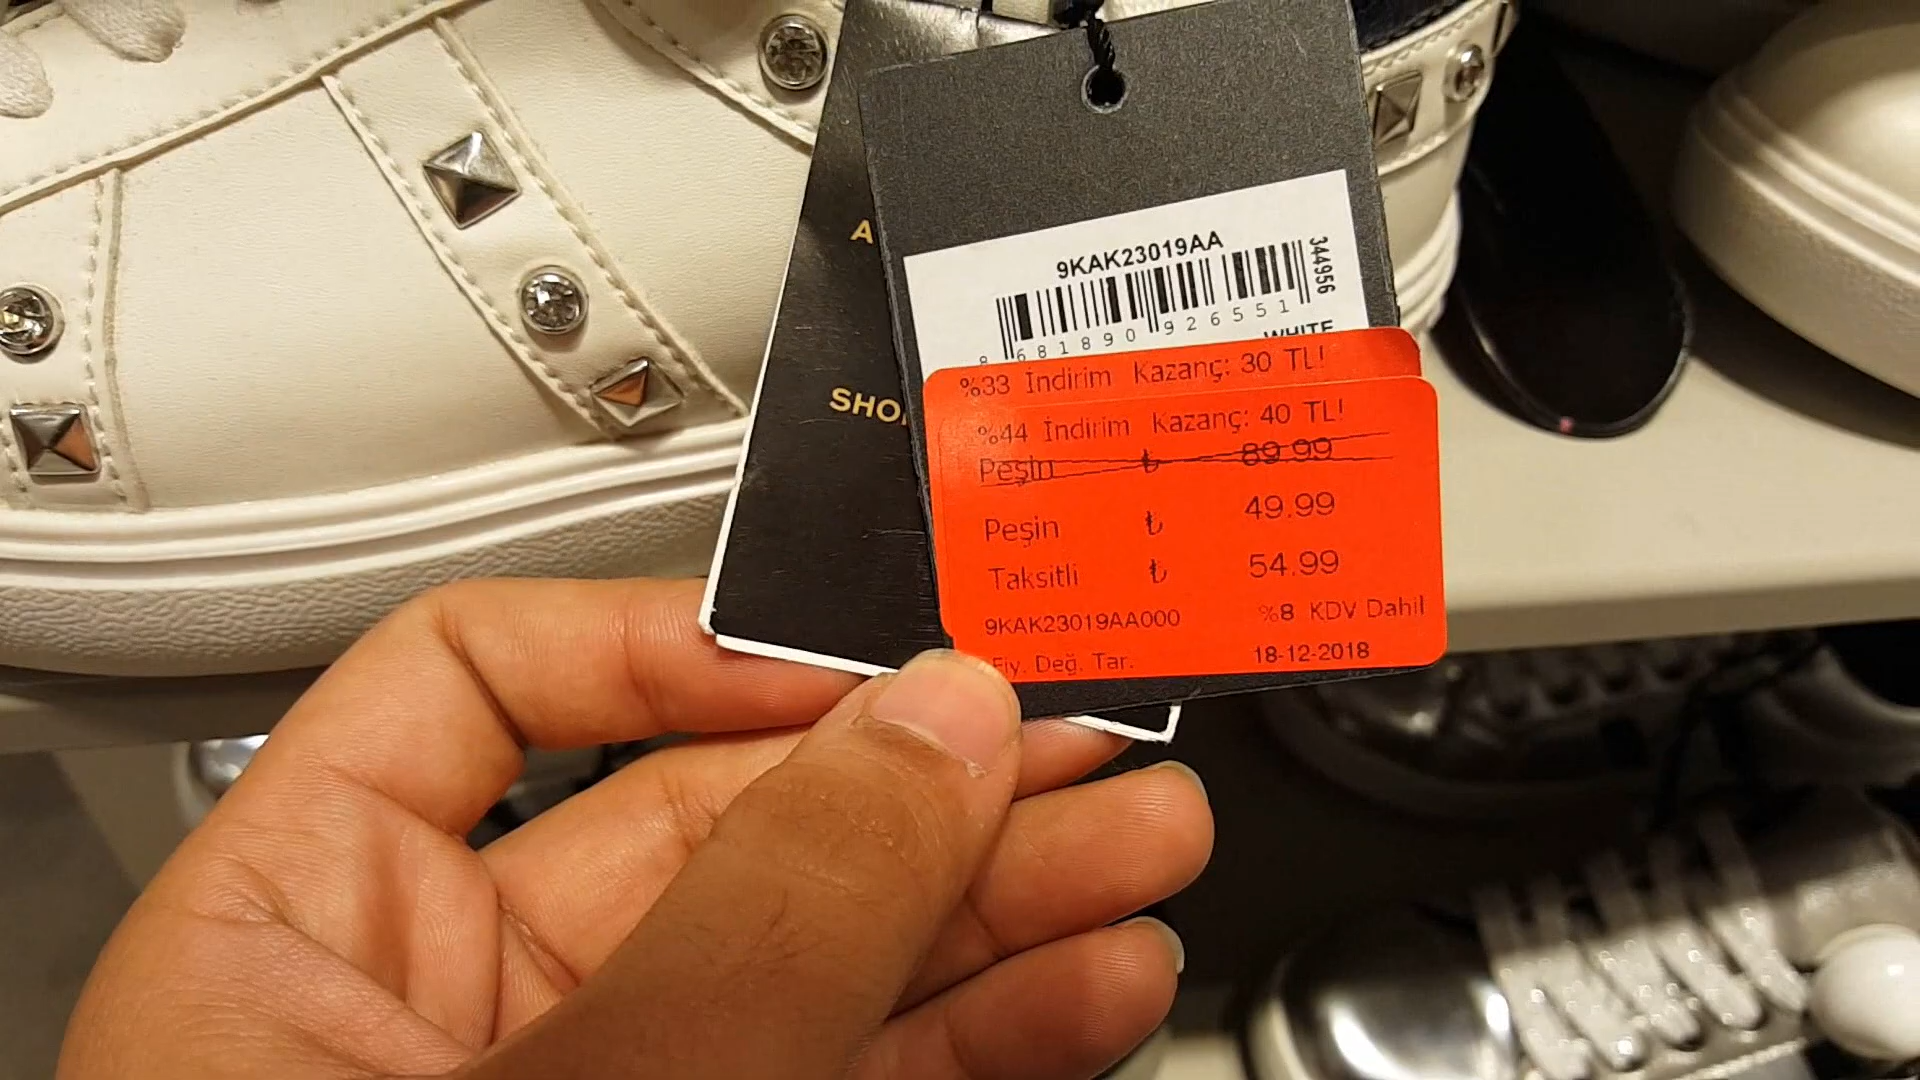 A
SHO
9KAK23019AA
34956
8 681890 926551
WHITE
%33 İndirim Kazanç: 30 TL!
%44 İndirim Kazanç: 40 TL!
Peşin ₺ 89.99
Peşin ₺ 49.99
Taksitli ₺ 54.99
9KAK23019AA000 %8 KDV Dahil
Fiy. Değ. Tar. 18-12-2018